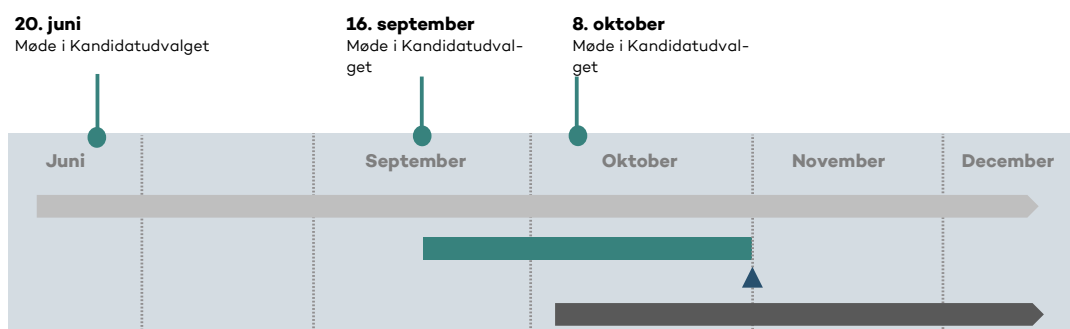 20. juni
Møde i Kandidatudvalget
16. september
Møde i Kandidatudval-
get
8. oktober
Møde i Kandidatudval-
get
Juni
September
Oktober
November
December